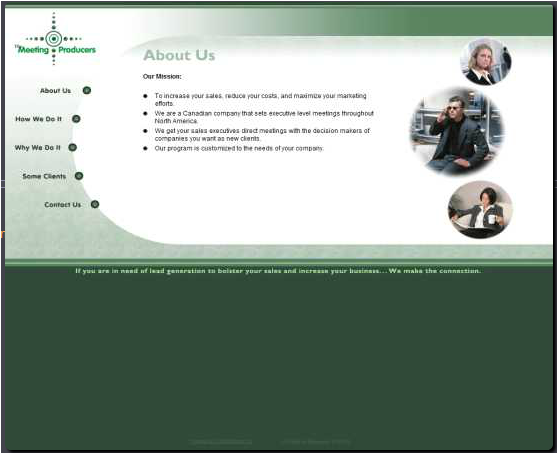 The
Meeting Producers
About Us
How We Do It
Why We Do It
Some Clients
Contact Us
About Us
Our Mission:
To increase your sales, reduce your costs, and maximize your marketing
efforts.
We are a Canadian company that sets executive level meetings throughout
North America.
We get your sales executives direct meetings with the decision makers of
companies you want as new clients.
Our program is customized to the needs of your company.
If you are in need of lead generation to bolster your sales and increase your business... We make the connection.